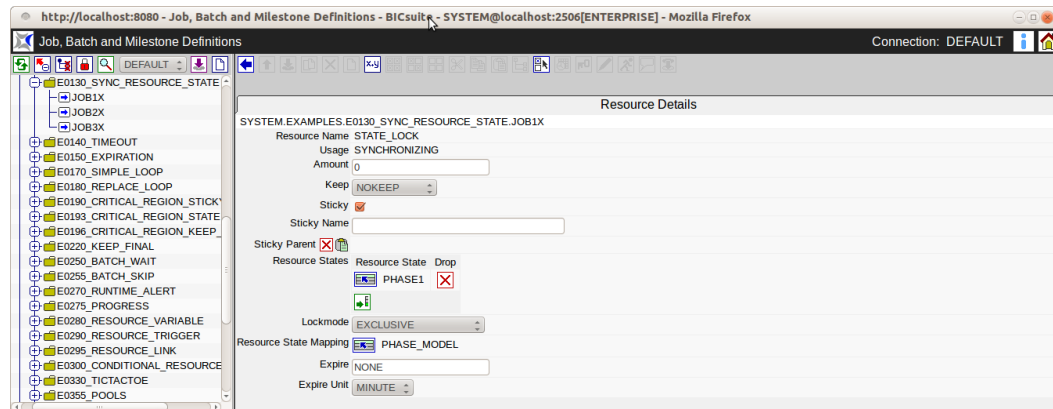 http://localhost:8080 - Job, Batch and Milestone Definitions - BICsuite - SYSTEM@localhost:2506[ENTERPRISE] - Mozilla Firefox
Job, Batch and Milestone Definitions
Connection: DEFAULT
DEFAULT
x,y
E0130_SYNC_RESOURCE_STATE
JOB1X
JOB2X
JOB3X
E0140_TIMEOUT
E0150_EXPIRATION
E0170_SIMPLE_LOOP
E0180_REPLACE_LOOP
E0190_CRITICAL_REGION_STICKY
E0193_CRITICAL_REGION_STATE
E0196_CRITICAL_REGION_KEEP_
E0220_KEEP_FINAL
E0250_BATCH_WAIT
E0255_BATCH_SKIP
E0270_RUNTIME_ALERT
E0275_PROGRESS
E0280_RESOURCE_VARIABLE
E0290_RESOURCE_TRIGGER
E0295_RESOURCE_LINK
E0300_CONDITIONAL_RESOURCE
E0330_TICTACTOE
E0355_POOLS
Resource Details
SYSTEM.EXAMPLES.E0130_SYNC_RESOURCE_STATE.JOB1X
Resource Name STATE_LOCK
Usage SYNCHRONIZING
Amount 0
Keep NOKEEP
Sticky
Sticky Name
Sticky Parent
Resource States Resource State Drop
PHASE1
Lockmode EXCLUSIVE
Resource State Mapping PHASE_MODEL
Expire NONE
Expire Unit MINUTE